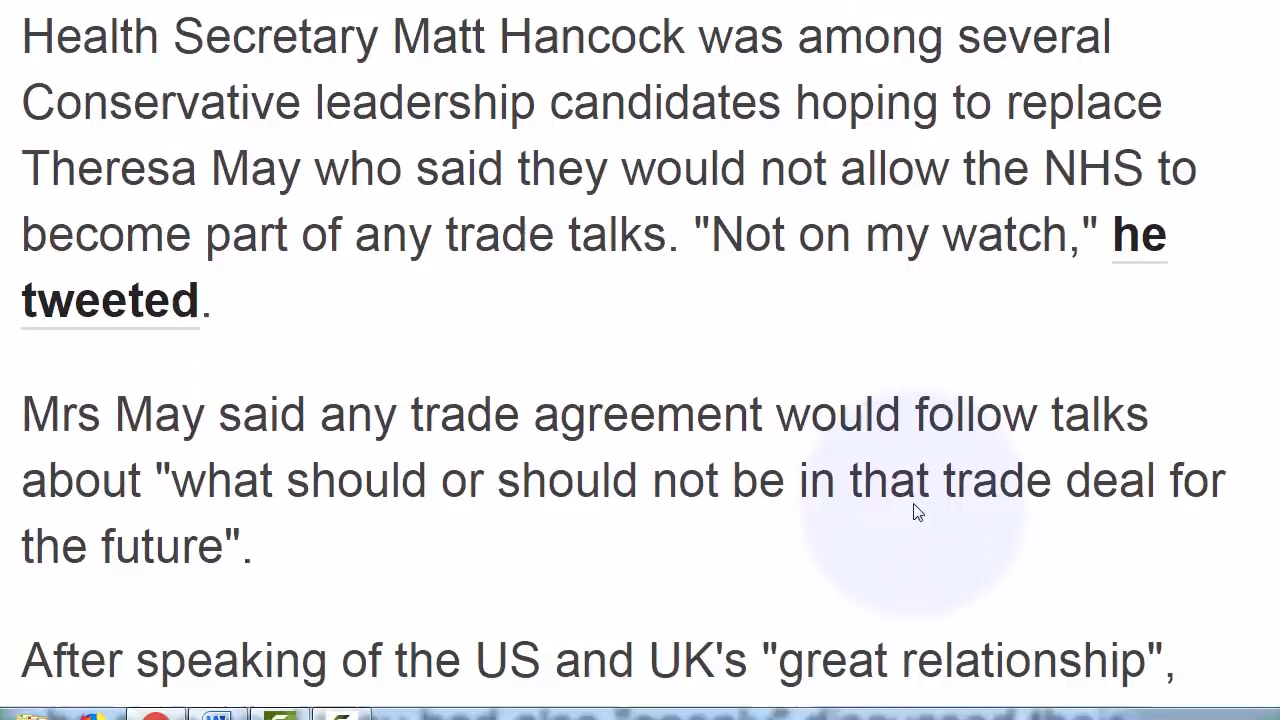 Health Secretary Matt Hancock was among several
Conservative leadership candidates hoping to replace
Theresa May who said they would not allow the NHS to
become part of any trade talks. "Not on my watch," he
tweeted.
Mrs May said any trade agreement would follow talks
about "what should or should not be in that trade deal for
the future".
After speaking of the US and UK's "great relationship",